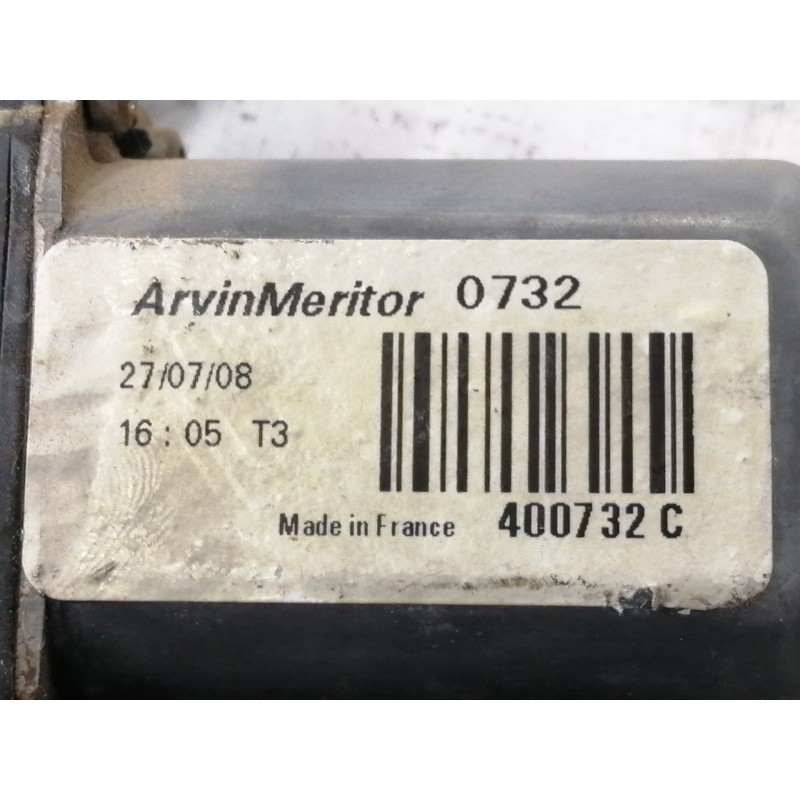 ArvinMeritor 0732
27/07/08
16 : 05 T3
Made in France 400732 C